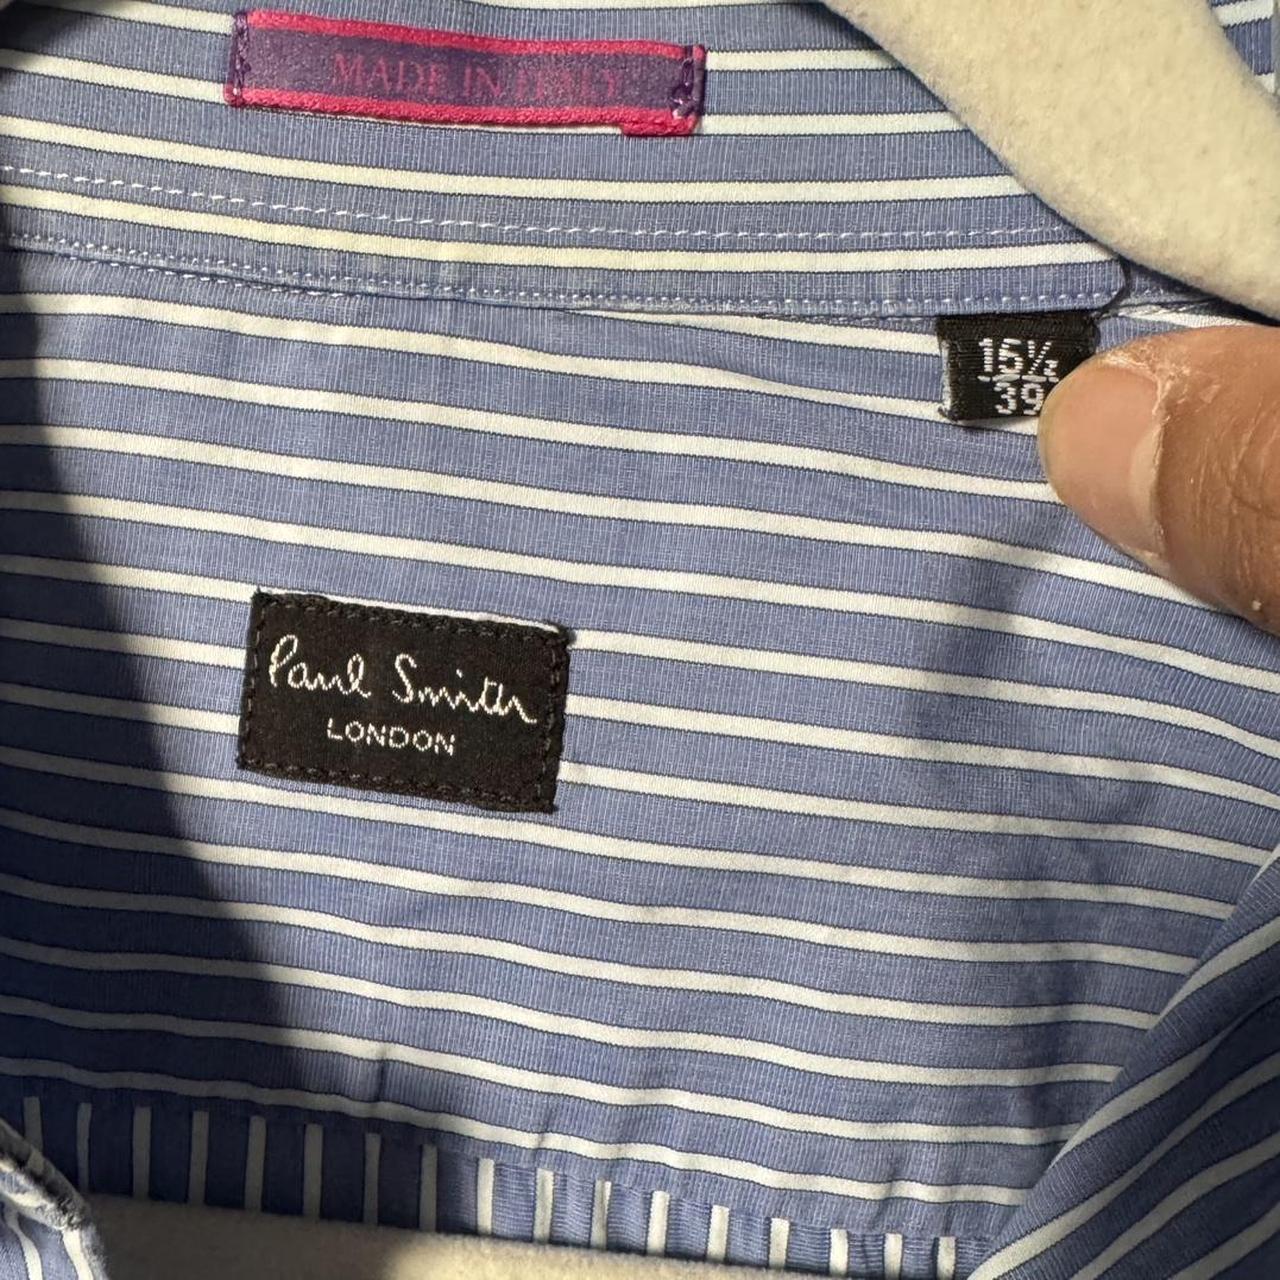 MADE IN ITALY
15½
39
Paul Smith
LONDON